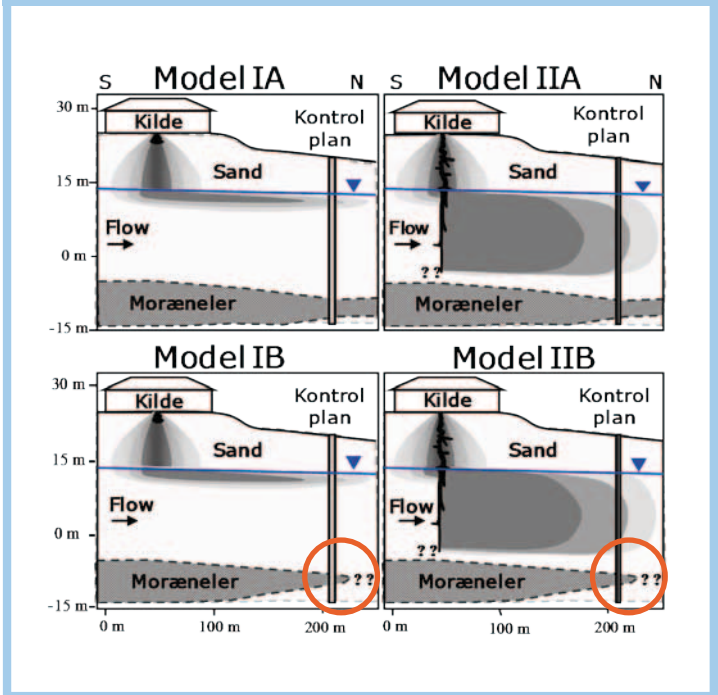 S Model IA N
30 m
Kilde
Kontrol
plan
Sand
15 m
Flow
0 m
? ?
Moræneler
-15 m
S Model IIA N
Kilde
Kontrol
plan
Sand
Flow
? ?
Moræneler
Model IB
30 m
Kilde
Kontrol
plan
Sand
15 m
Flow
0 m
Moræneler
? ?
-15 m
0 m 100 m 200 m
Model IIB
Kilde
Kontrol
plan
Sand
Flow
? ?
Moræneler
? ?
0 m 100 m 200 m